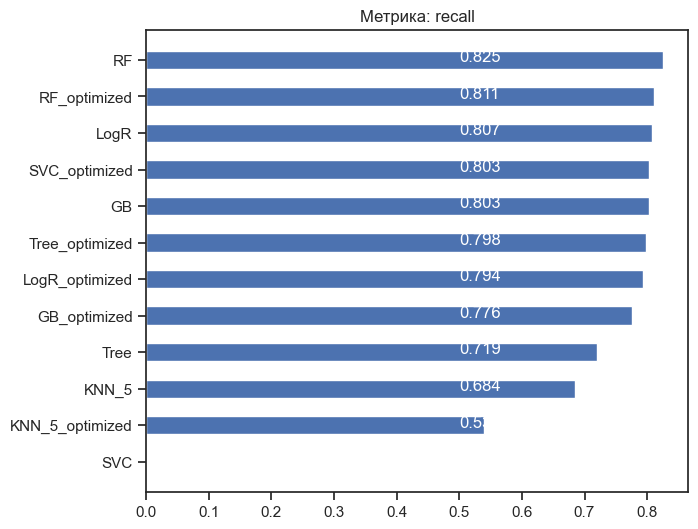 Метрика: recall
RF 0.825
RF_optimized 0.811
LogR 0.807
SVC_optimized 0.803
GB 0.803
Tree_optimized 0.798
LogR_optimized 0.794
GB_optimized 0.776
Tree 0.719
KNN_5 0.684
KNN_5_optimized
SVC
0.0 0.1 0.2 0.3 0.4 0.5 0.6 0.7 0.8